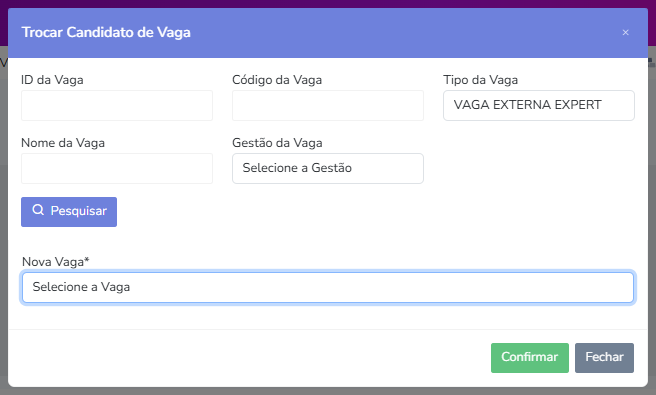 Trocar Candidato de Vaga
×
ID da Vaga
Código da Vaga
Tipo da Vaga
VAGA EXTERNA EXPERT
Nome da Vaga
Gestão da Vaga
Selecione a Gestão
Pesquisar
Nova Vaga*
Selecione a Vaga
Confirmar
Fechar